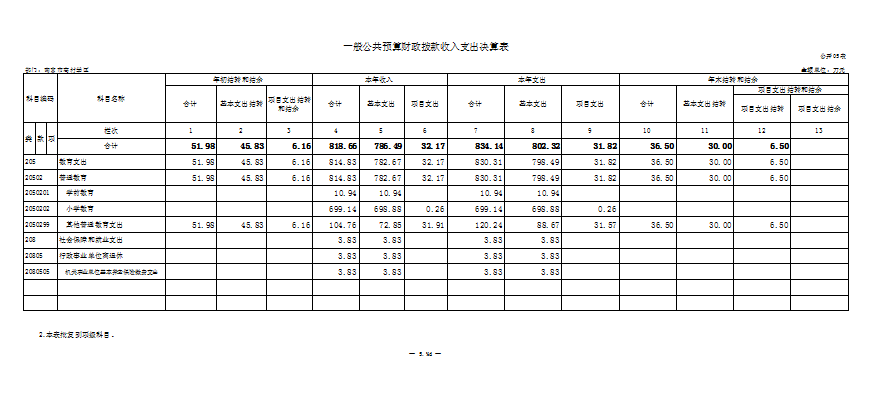 一般公共预算财政拨款收入支出决算表
公开05表
金额单位：万元
科目编码 科目名称 年初结转和结余 本年收入 本年支出 年末结转和结余
合计 基本支出结转 项目支出结转和结余 合计 基本支出 项目支出 合计 基本支出 项目支出 合计 基本支出结转 项目支出结转和结余
项目支出结转 项目支出结余
类 款 项 栏次 1 2 3 4 5 6 7 8 9 10 11 12 13
合计 51.98 45.83 6.16 818.66 786.49 32.17 834.14 802.32 31.82 36.50 30.00 6.50
205 教育支出 51.98 45.83 6.16 814.83 782.67 32.17 830.31 798.49 31.82 36.50 30.00 6.50
20502 普通教育 51.98 45.83 6.16 814.83 782.67 32.17 830.31 798.49 31.82 36.50 30.00 6.50
2050201 学前教育 10.94 10.94 10.94 10.94
2050202 小学教育 699.14 698.88 0.26 699.14 698.88 0.26
2050299 其他普通教育支出 51.98 45.83 6.16 104.76 72.85 31.91 120.24 88.67 31.57 36.50 30.00 6.50
208 社会保障和就业支出 3.83 3.83 3.83 3.83
20805 行政事业单位离退休 3.83 3.83 3.83 3.83
2080505 机关事业单位基本养老保险缴费支出 3.83 3.83 3.83 3.83
2.本表批复到项级科目。